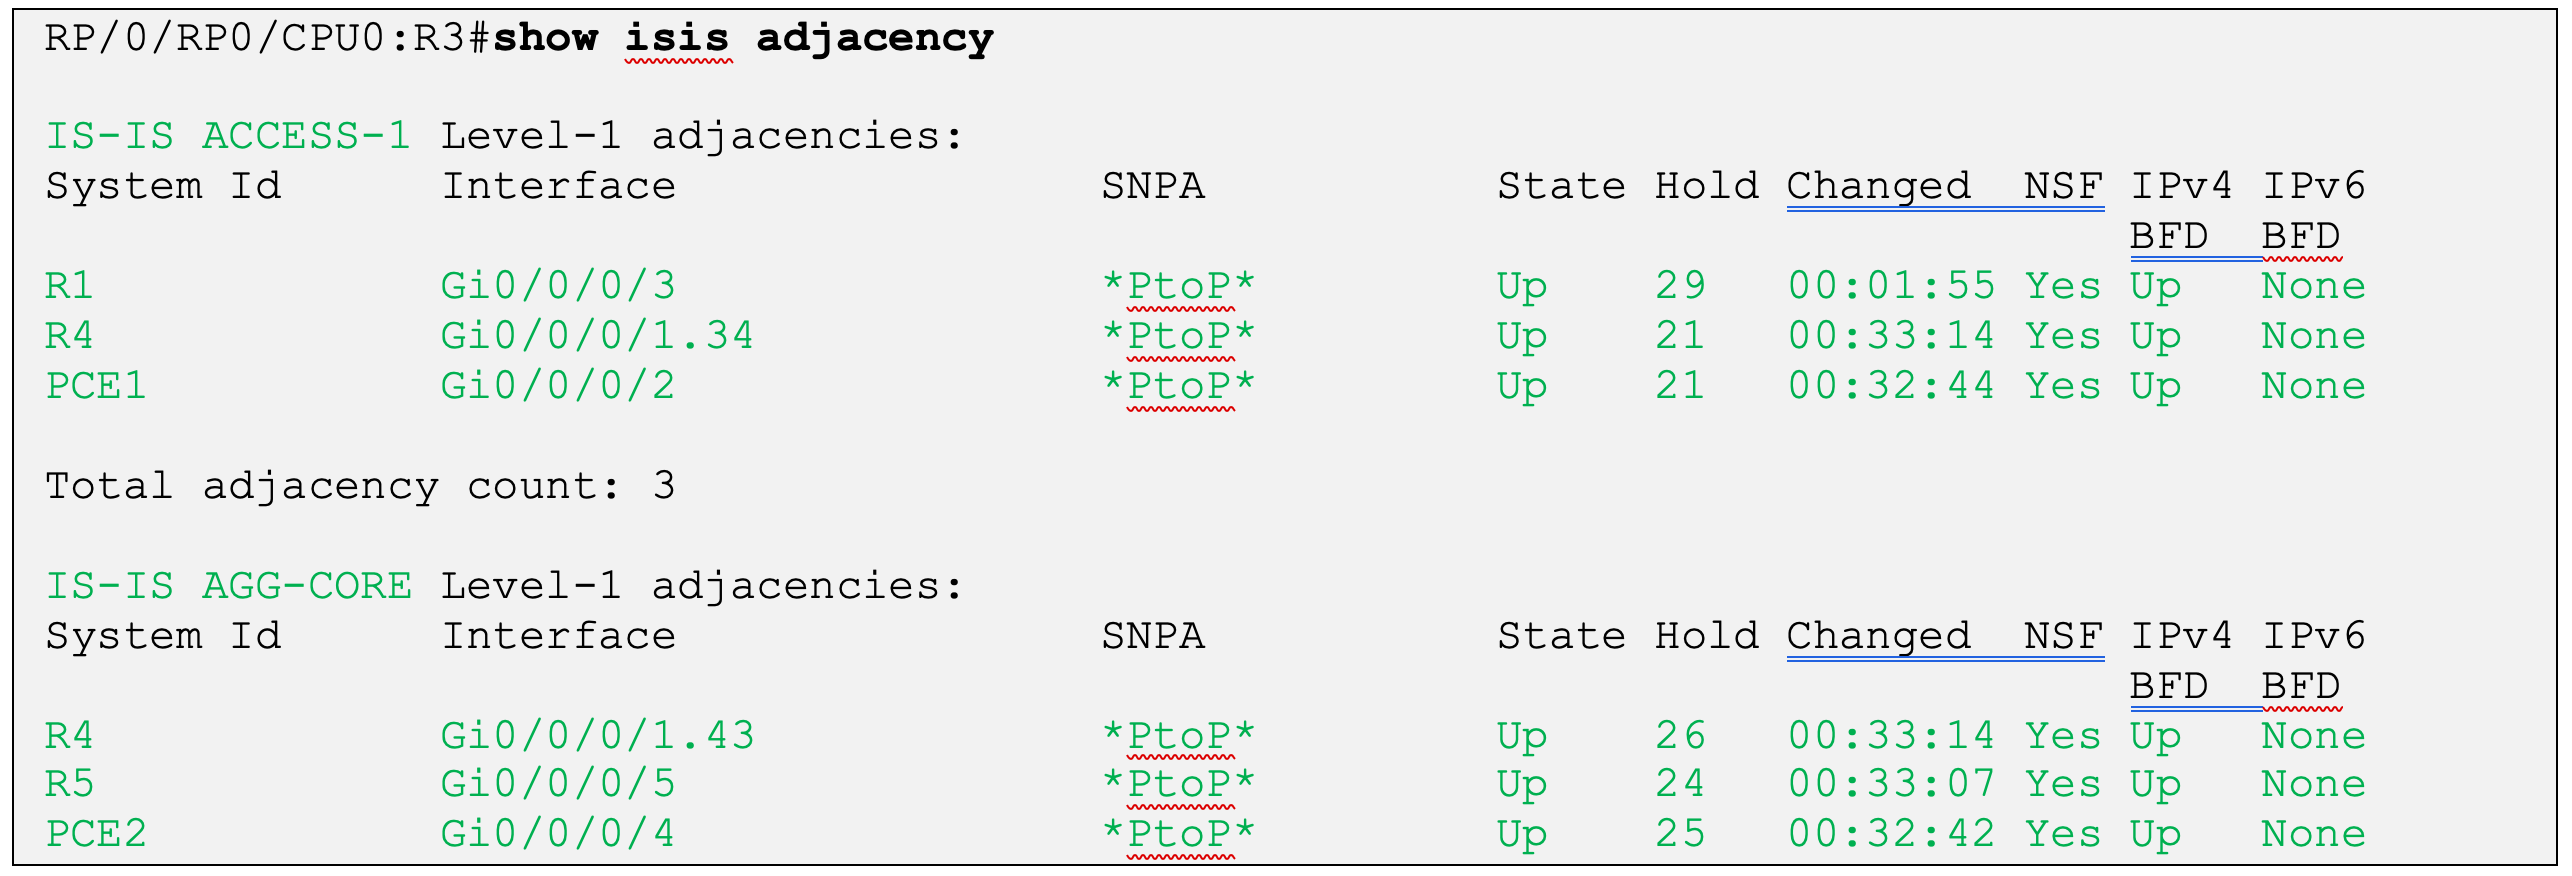 RP/0/RP0/CPU0:R3#show isis adjacency
IS-IS ACCESS-1 Level-1 adjacencies:
System Id      Interface                SNPA           State Hold Changed  NSF IPv4 IPv6
                                                                               BFD  BFD
R1             Gi0/0/0/3                *PtoP*         Up    29   00:01:55 Yes Up   None
R4             Gi0/0/0/1.34             *PtoP*         Up    21   00:33:14 Yes Up   None
PCE1           Gi0/0/0/2                *PtoP*         Up    21   00:32:44 Yes Up   None
Total adjacency count: 3
IS-IS AGG-CORE Level-1 adjacencies:
System Id      Interface                SNPA           State Hold Changed  NSF IPv4 IPv6
                                                                               BFD  BFD
R4             Gi0/0/0/1.43             *PtoP*         Up    26   00:33:14 Yes Up   None
R5             Gi0/0/0/5                *PtoP*         Up    24   00:33:07 Yes Up   None
PCE2           Gi0/0/0/4                *PtoP*         Up    25   00:32:42 Yes Up   None